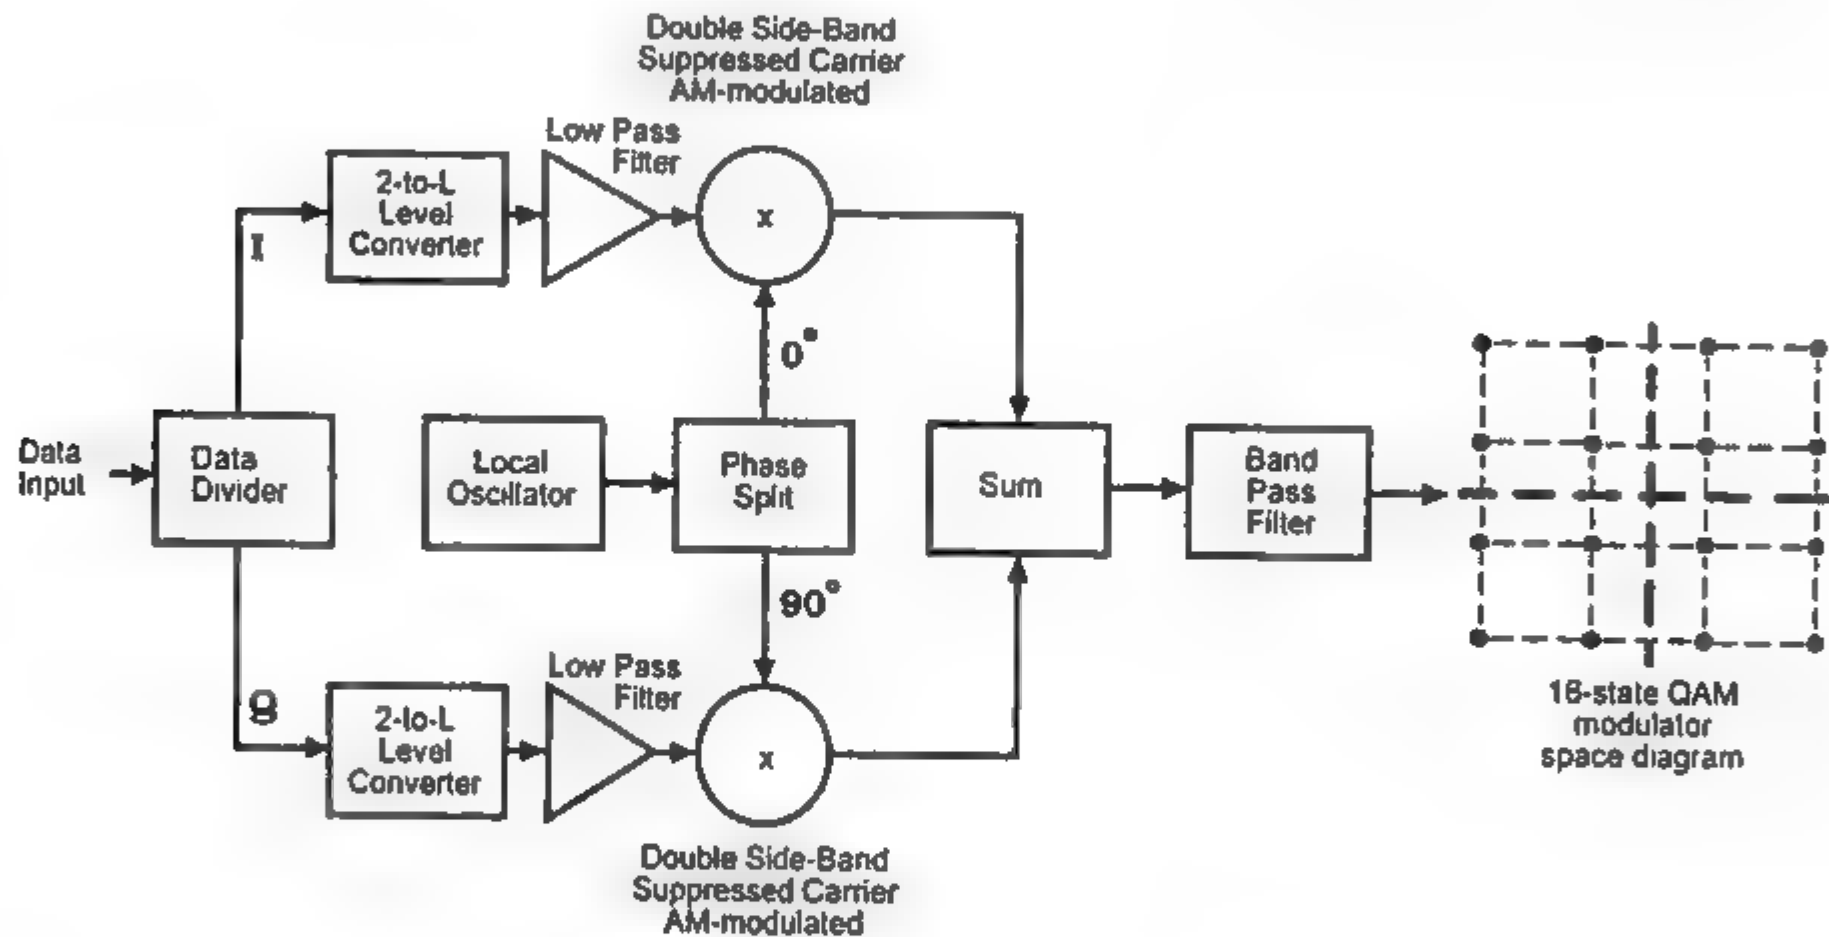 Double Side-Band
Suppressed Carrier
AM-modulated
Low Pass
Filter
2-to-L
Level
Converter
x
I
0°
Data
Input
Data
Divider
Local
Oscillator
Phase
Split
Sum
Band
Pass
Filter
90°
Low Pass
Filter
Q
2-to-L
Level
Converter
x
16-state QAM
modulator
space diagram
Double Side-Band
Suppressed Carrier
AM-modulated